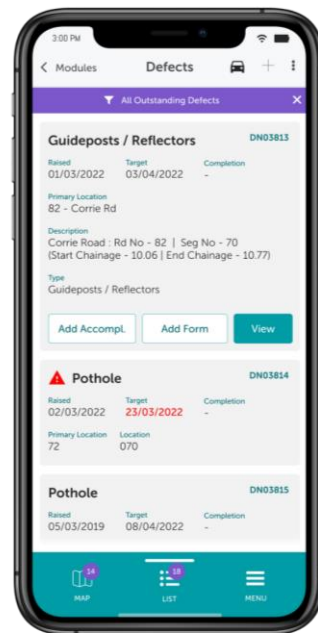 3:00 PM
Modules Defects
All Outstanding Defects
Guideposts / Reflectors DN03813
Raised Target Completion
01/03/2022 03/04/2022 -
Primary Location
82 - Corrie Rd
Description
Corrie Road : Rd No - 82 | Seg No - 70
(Start Chainage - 10.06 | End Chainage - 10.77)
Type
Guideposts / Reflectors
Add Accompl. Add Form View
Pothole DN03814
Raised Target Completion
02/03/2022 23/03/2022 -
Primary Location Location
72 070
Pothole DN03815
Raised Target Completion
05/03/2019 08/04/2022 -
14 18
MAP LIST MENU